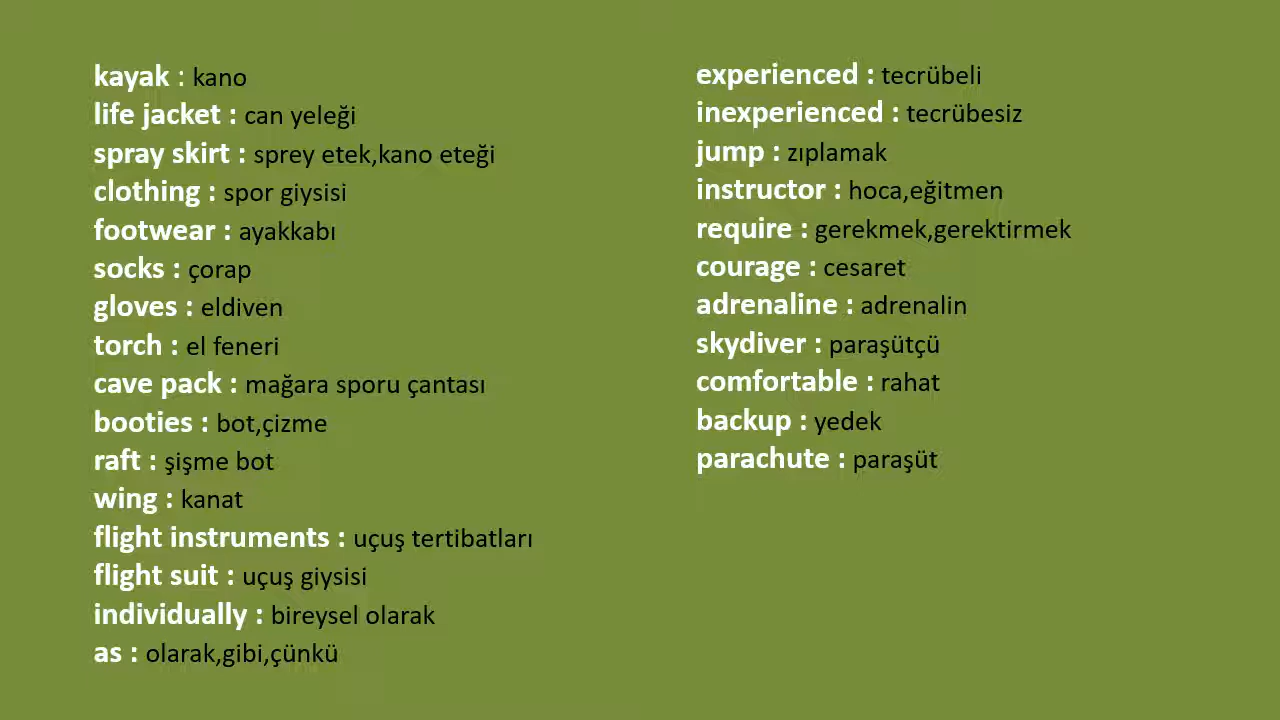 kayak : kano
life jacket : can yeleği
spray skirt : sprey etek,kano eteği
clothing : spor giysisi
footwear : ayakkabı
socks : çorap
gloves : eldiven
torch : el feneri
cave pack : mağara sporu çantası
booties : bot,çizme
raft : şişme bot
wing : kanat
flight instruments : uçuş tertibatları
flight suit : uçuş giysisi
individually : bireysel olarak
as : olarak,gibi,çünkü
experienced : tecrübeli
inexperienced : tecrübesiz
jump : zıplamak
instructor : hoca,eğitmen
require : gerekmek,gerektirmek
courage : cesaret
adrenaline : adrenalin
skydiver : paraşütçü
comfortable : rahat
backup : yedek
parachute : paraşüt